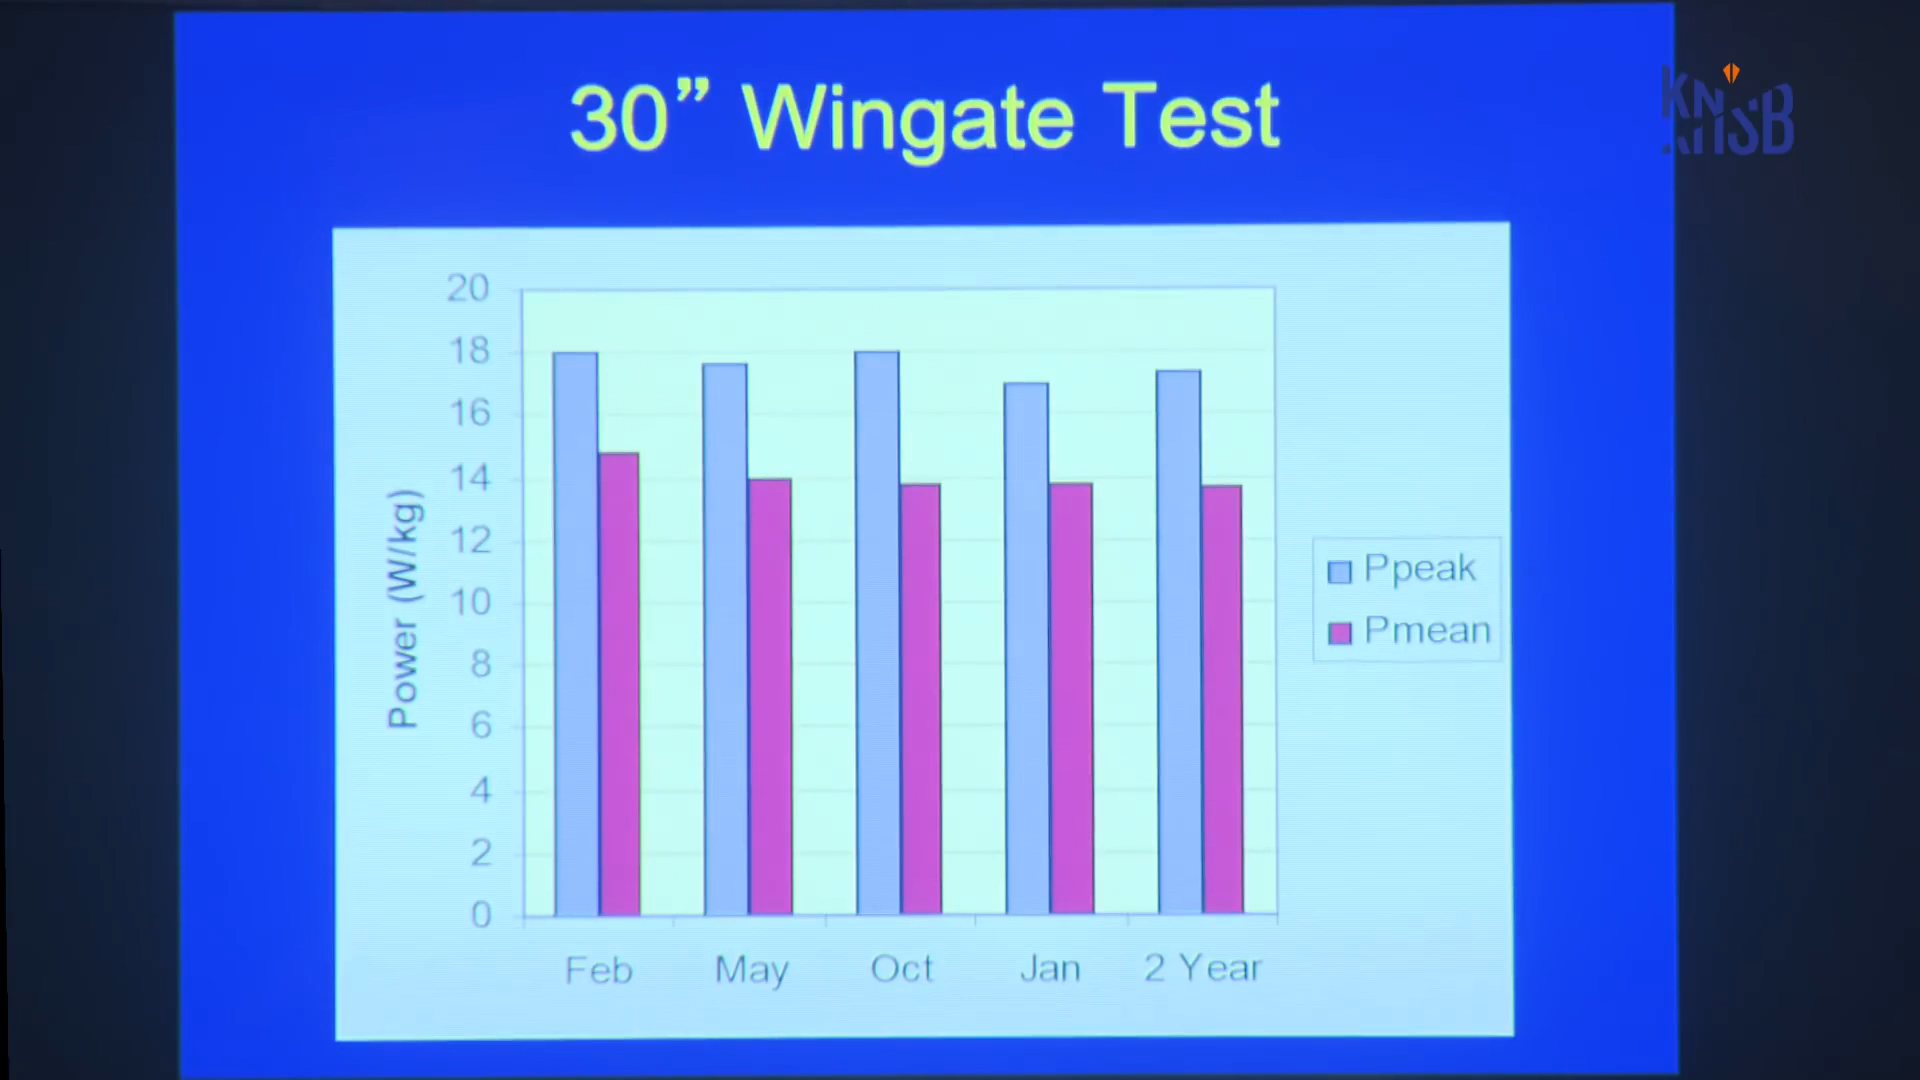 30” Wingate Test
KNSB
20
18
16
14
12
10
8
6
4
2
0
Power (W/kg)
Feb May Oct Jan 2 Year
Ppeak
Pmean